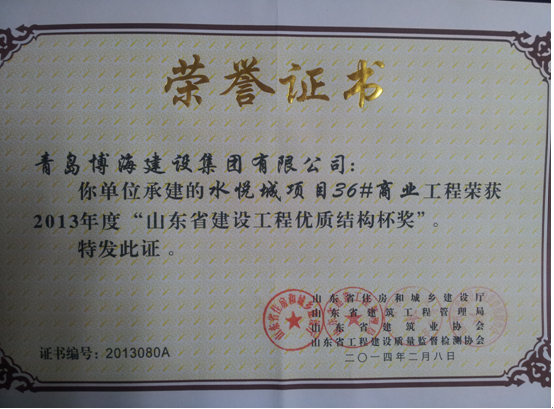 荣誉证书
青岛博海建设集团有限公司：
你单位承建的水悦城项目36#商业工程荣获
2013年度“山东省建设工程优质结构杯奖”。
特发此证。
山东省住房和城乡建设厅
山东省建筑工程管理局
山东省建筑业协会
山东省工程建设质量监督检测协会
证书编号：2013080A
二〇一四年二月八日